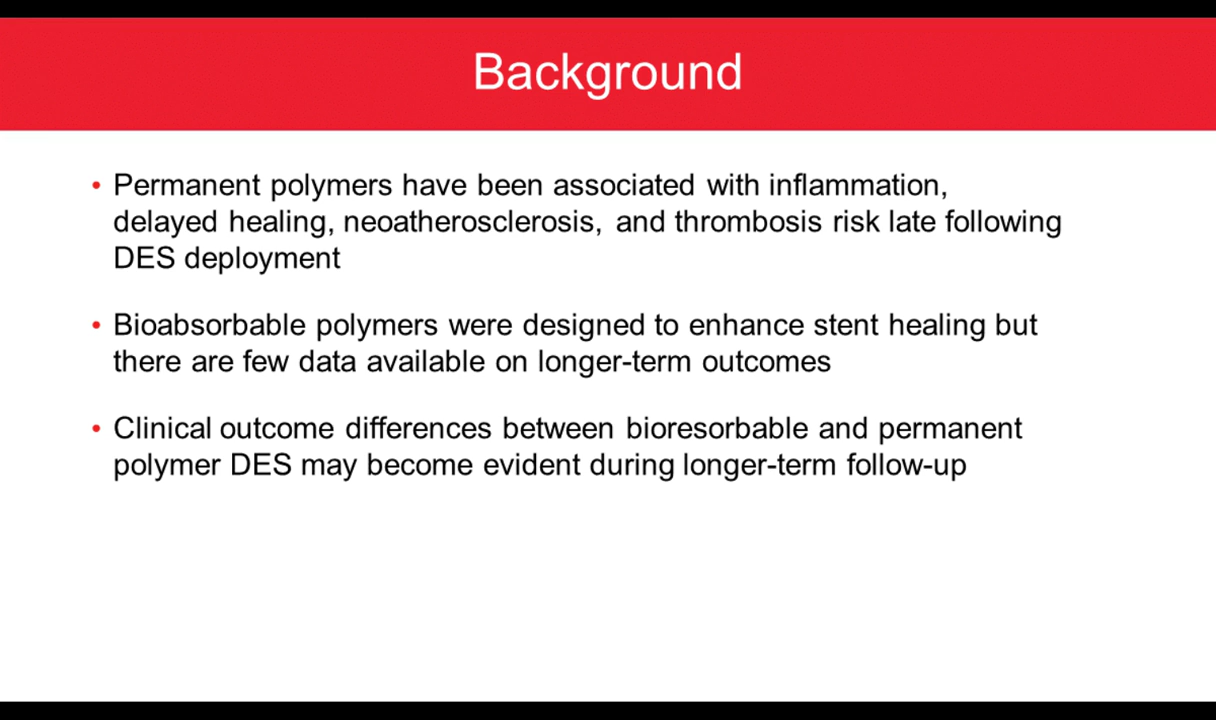 Background
• Permanent polymers have been associated with inflammation,
delayed healing, neoatherosclerosis, and thrombosis risk late following
DES deployment
• Bioabsorbable polymers were designed to enhance stent healing but
there are few data available on longer-term outcomes
• Clinical outcome differences between bioresorbable and permanent
polymer DES may become evident during longer-term follow-up